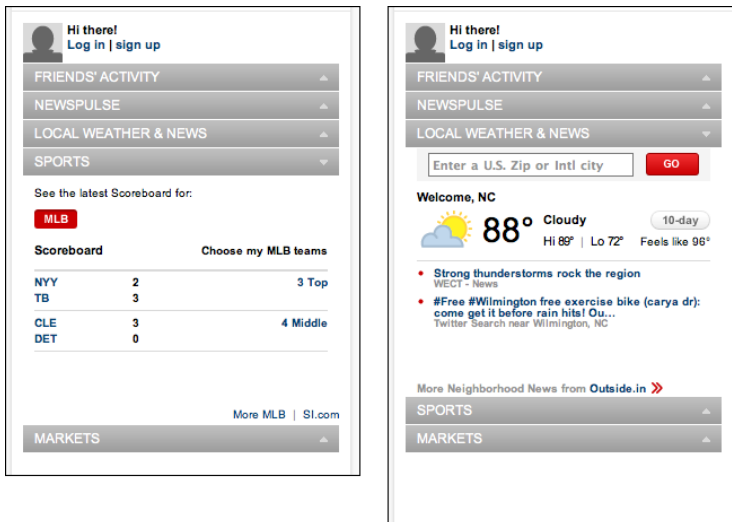 Hi there!
Log in | sign up
FRIENDS' ACTIVITY
NEWSPULSE
LOCAL WEATHER & NEWS
SPORTS
See the latest Scoreboard for:
MLB
Scoreboard Choose my MLB teams
NYY 2 3 Top
TB 3
CLE 3 4 Middle
DET 0
More MLB | SI.com
MARKETS
Hi there!
Log in | sign up
FRIENDS' ACTIVITY
NEWSPULSE
LOCAL WEATHER & NEWS
Enter a U.S. Zip or Intl city GO
Welcome, NC
88° Cloudy 10-day
Hi 89° | Lo 72° Feels like 96°
• Strong thunderstorms rock the region
WECT - News
• #Free #Wilmington free exercise bike (carya dr):
come get it before rain hits! Ou...
Twitter Search near Wilmington, NC
More Neighborhood News from Outside.in »
SPORTS
MARKETS